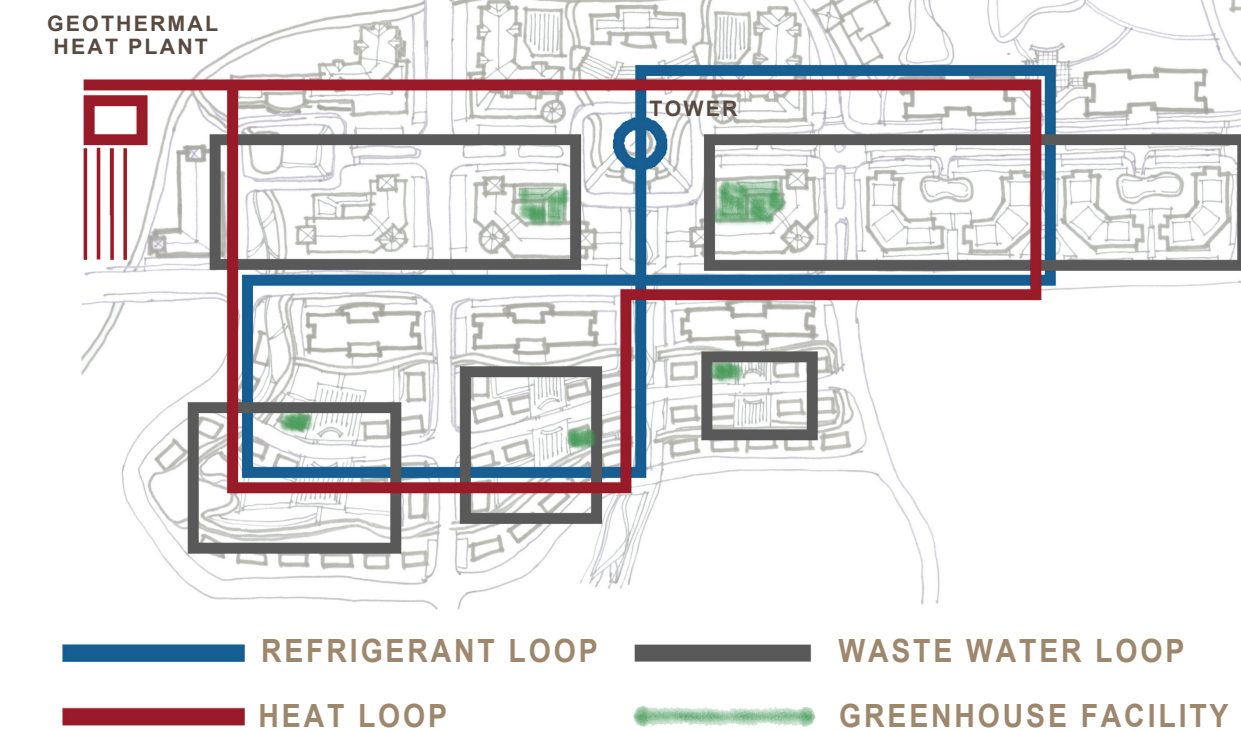 GEOTHERMAL
HEAT PLANT
TOWER
REFRIGERANT LOOP
WASTE WATER LOOP
HEAT LOOP
GREENHOUSE FACILITY